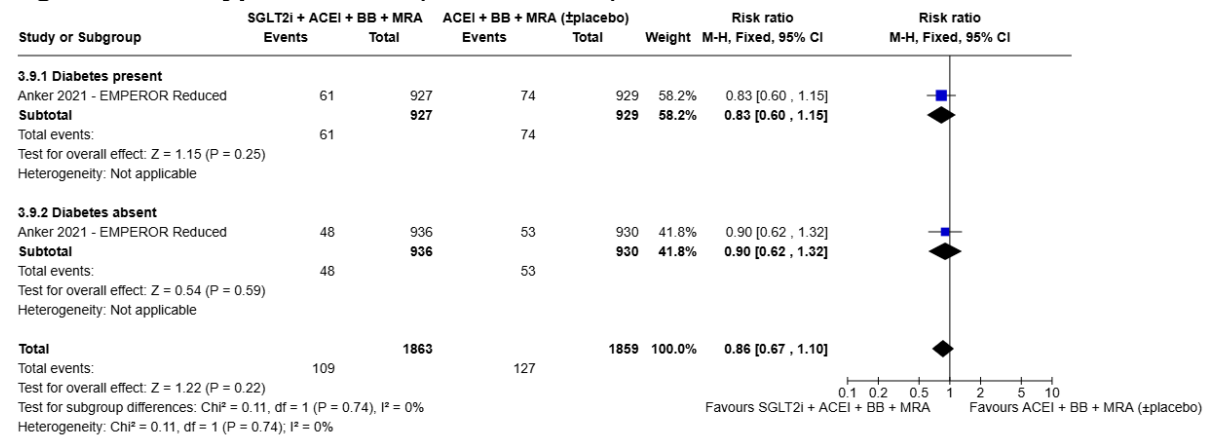 SGLT2i + ACEI + BB + MRA ACEI + BB + MRA (±placebo) Risk ratio Risk ratio
Study or Subgroup Events Total Events Total Weight M-H, Fixed, 95% CI M-H, Fixed, 95% CI
3.9.1 Diabetes present
Anker 2021 - EMPEROR Reduced 61 927 74 929 58.2% 0.83 [0.60 , 1.15]
Subtotal 927 929 58.2% 0.83 [0.60 , 1.15]
Total events: 61 74
Test for overall effect: Z = 1.15 (P = 0.25)
Heterogeneity: Not applicable
3.9.2 Diabetes absent
Anker 2021 - EMPEROR Reduced 48 936 53 930 41.8% 0.90 [0.62 , 1.32]
Subtotal 936 930 41.8% 0.90 [0.62 , 1.32]
Total events: 48 53
Test for overall effect: Z = 0.54 (P = 0.59)
Heterogeneity: Not applicable
Total 1863 1859 100.0% 0.86 [0.67 , 1.10]
Total events: 109 127
Test for overall effect: Z = 1.22 (P = 0.22) 0.1 0.2 0.5 1 2 5 10
Test for subgroup differences: Chi² = 0.11, df = 1 (P = 0.74), I² = 0% Favours SGLT2i + ACEI + BB + MRA Favours ACEI + BB + MRA (±placebo)
Heterogeneity: Chi² = 0.11, df = 1 (P = 0.74); I² = 0%